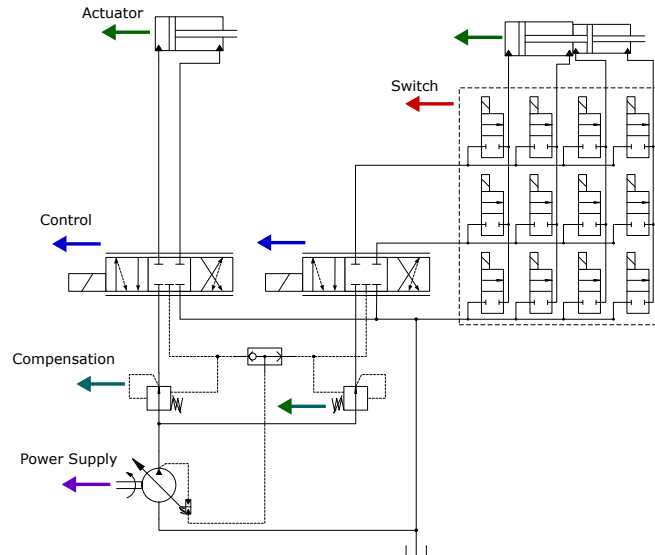 Actuator
Switch
Control
Compensation
Power Supply